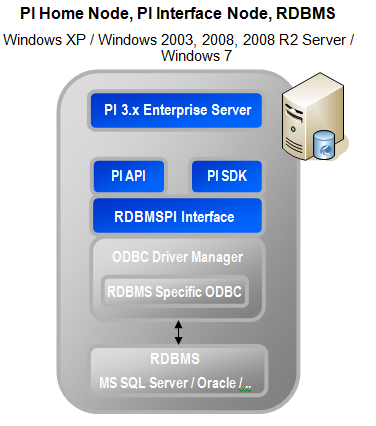 PI Home Node, PI Interface Node, RDBMS
Windows XP / Windows 2003, 2008, 2008 R2 Server /
Windows 7
PI 3.x Enterprise Server
PI API
PI SDK
RDBMSPI Interface
ODBC Driver Manager
RDBMS Specific ODBC
RDBMS
MS SQL Server / Oracle / ..